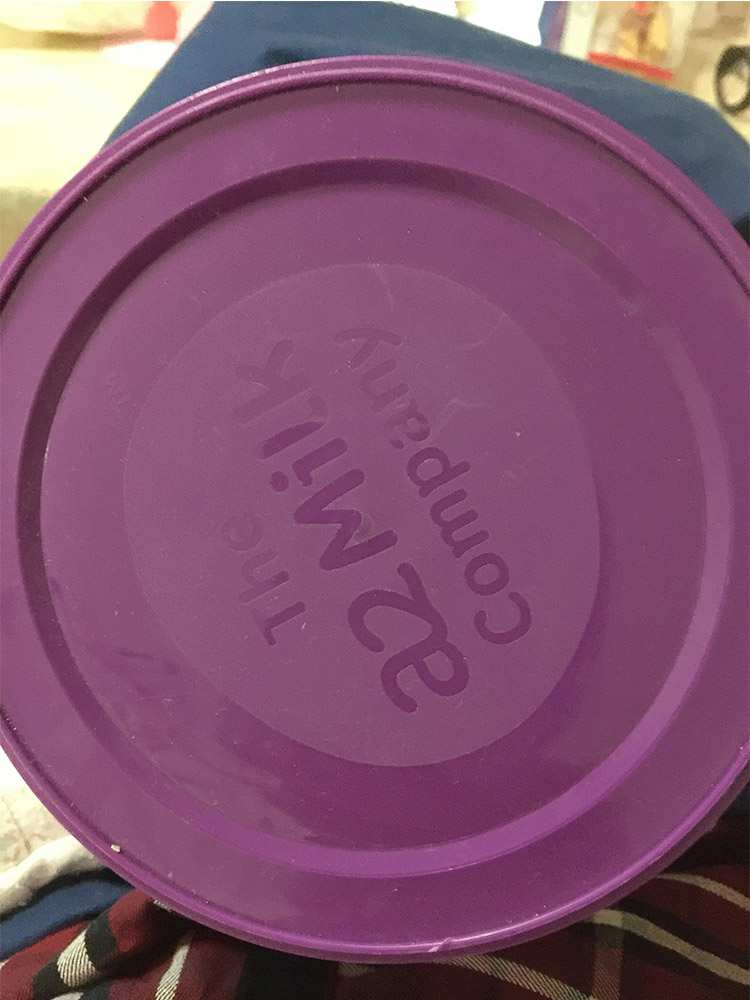 The
a2 Milk
Company